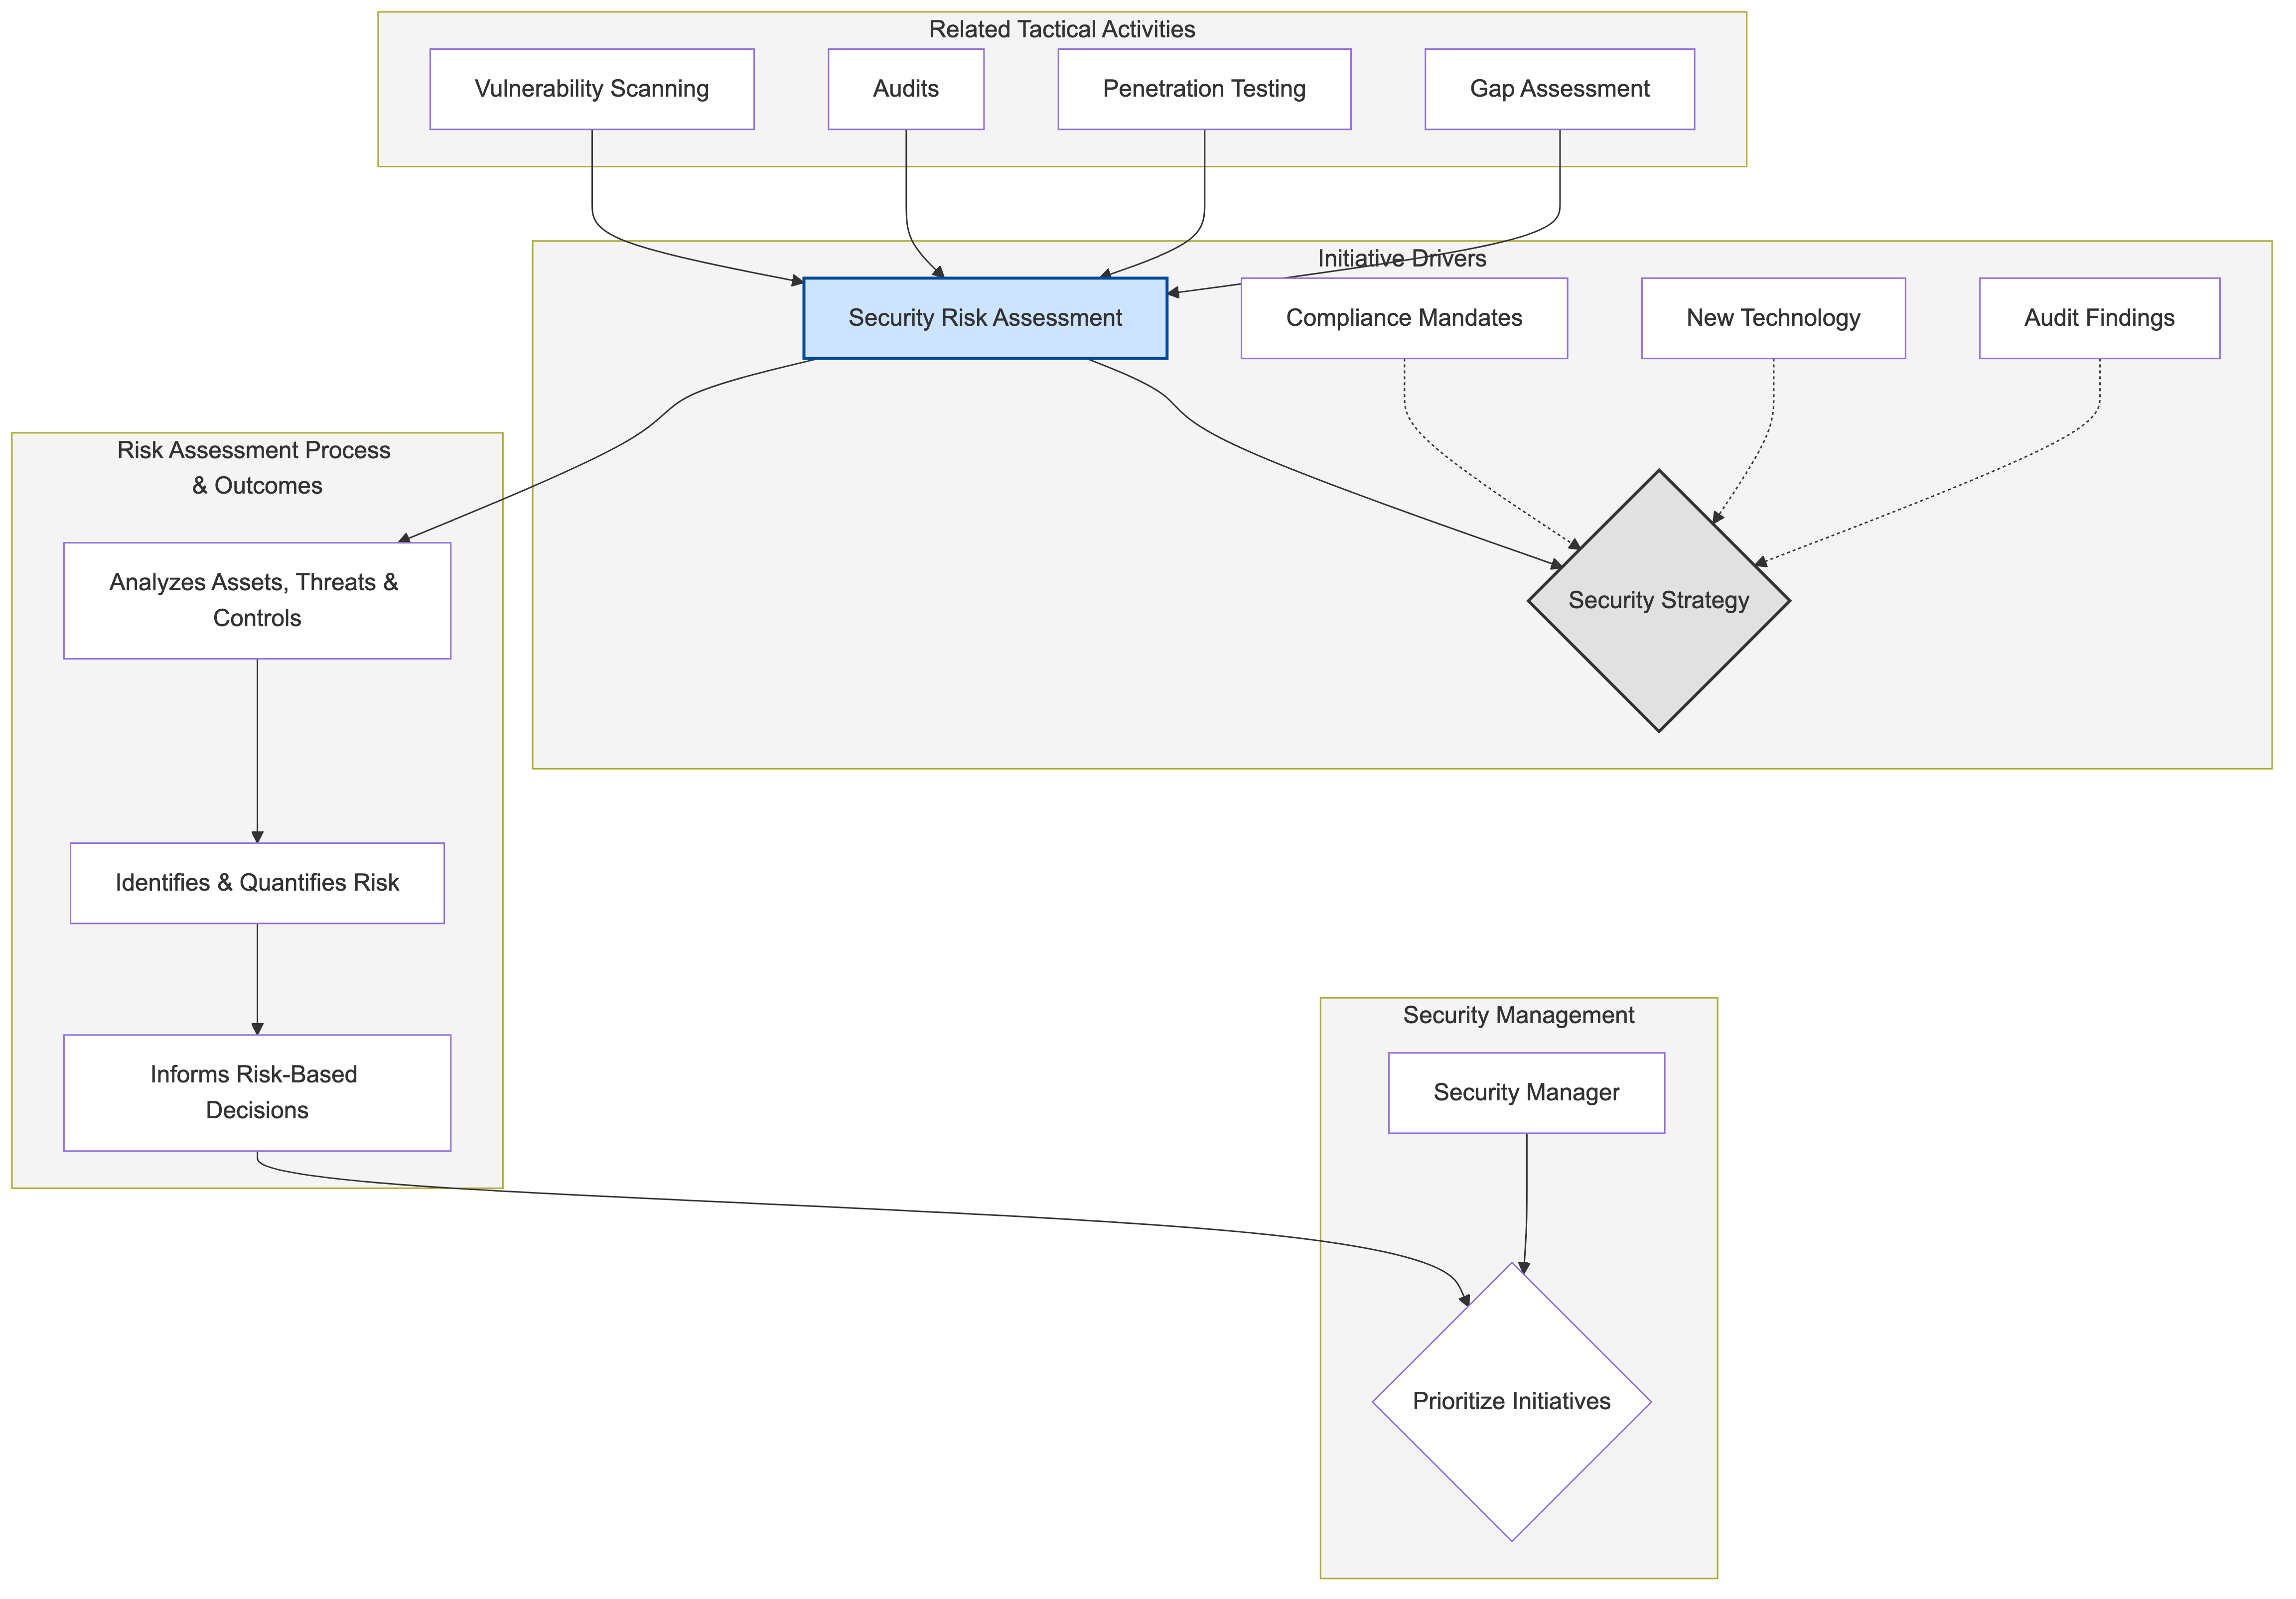 Related Tactical Activities
Vulnerability Scanning
Audits
Penetration Testing
Gap Assessment
Initiative Drivers
Security Risk Assessment
Compliance Mandates
New Technology
Audit Findings
Security Strategy
Risk Assessment Process
& Outcomes
Analyzes Assets, Threats &
Controls
Identifies & Quantifies Risk
Informs Risk-Based
Decisions
Security Management
Security Manager
Prioritize Initiatives